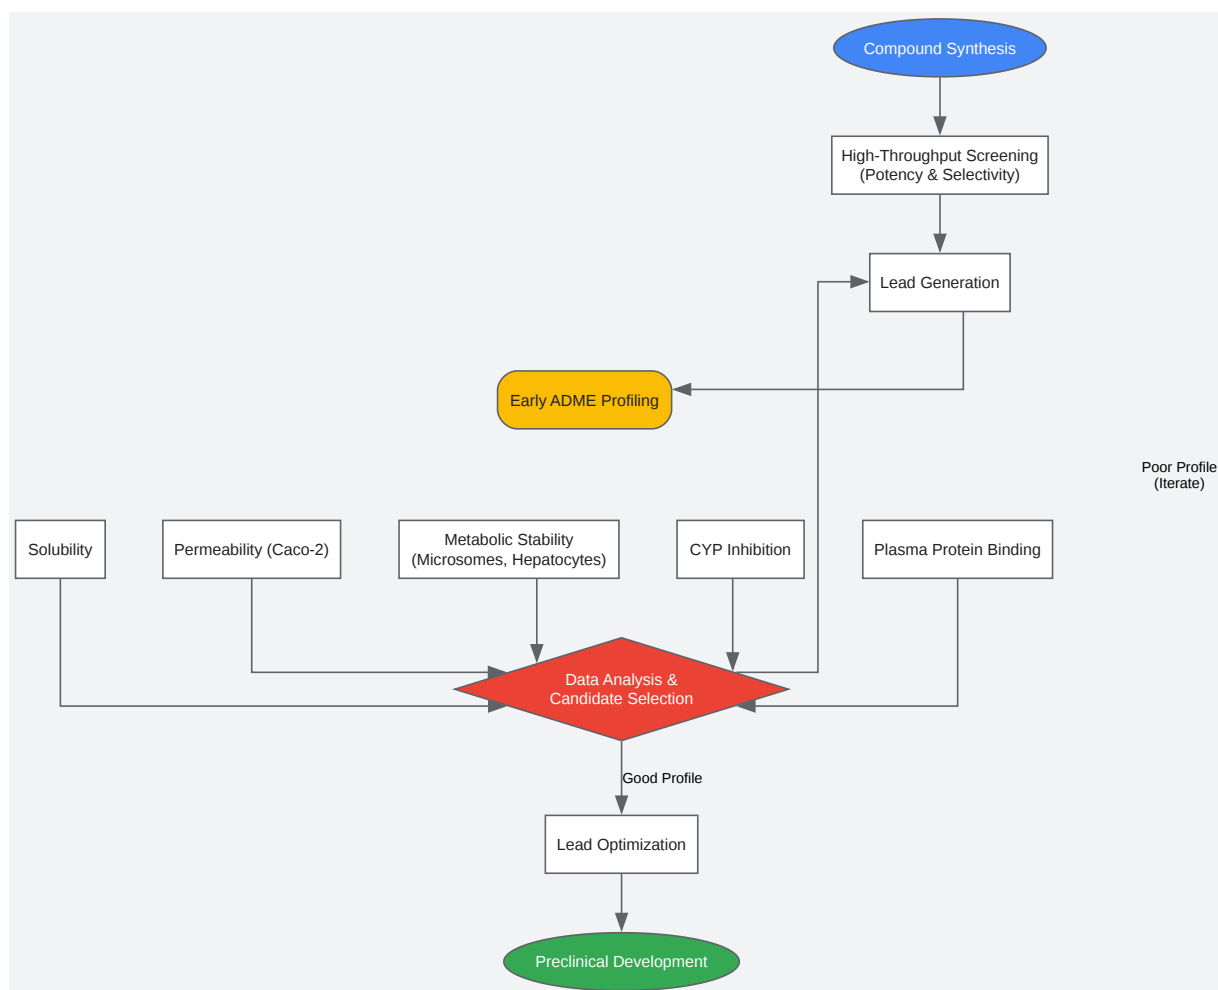 Compound Synthesis
High-Throughput Screening
(Potency & Selectivity)
Lead Generation
Early ADME Profiling
Poor Profile
(Iterate)
Solubility
Permeability (Caco-2)
Metabolic Stability
(Microsomes, Hepatocytes)
CYP Inhibition
Plasma Protein Binding
Data Analysis &
Candidate Selection
Good Profile
Lead Optimization
Preclinical Development